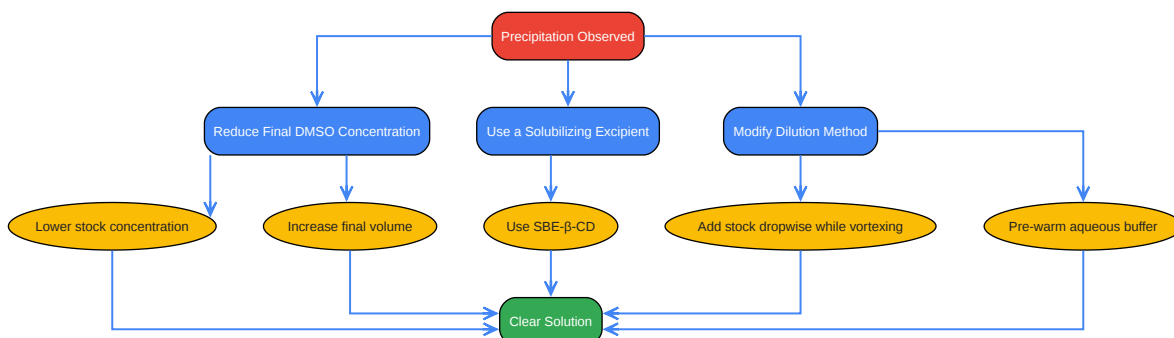 Precipitation Observed
Reduce Final DMSO Concentration
Use a Solubilizing Excipient
Modify Dilution Method
Lower stock concentration
Increase final volume
Use SBE-β-CD
Add stock dropwise while vortexing
Pre-warm aqueous buffer
Clear Solution